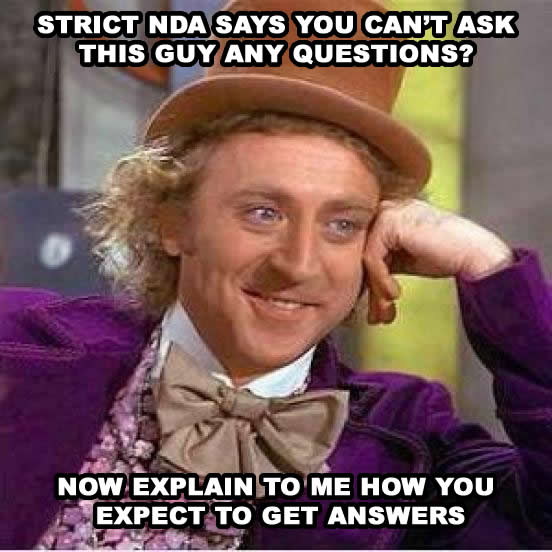 STRICT NDA SAYS YOU CAN'T ASK
THIS GUY ANY QUESTIONS?
NOW EXPLAIN TO ME HOW YOU
EXPECT TO GET ANSWERS